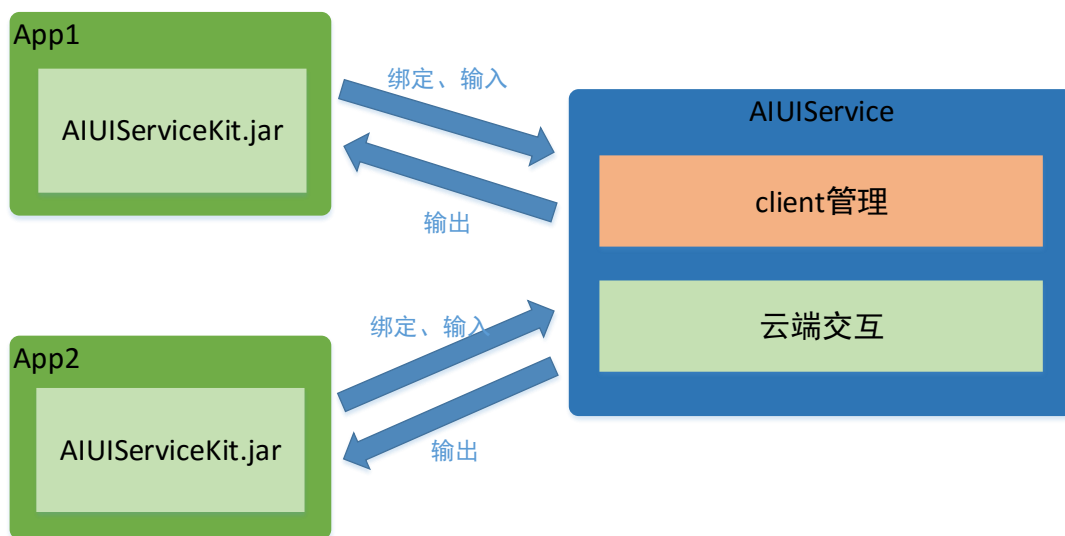 App1
AIUIServiceKit.jar
绑定、输入
输出
AIUIService
client管理
云端交互
App2
AIUIServiceKit.jar
绑定、输入
输出